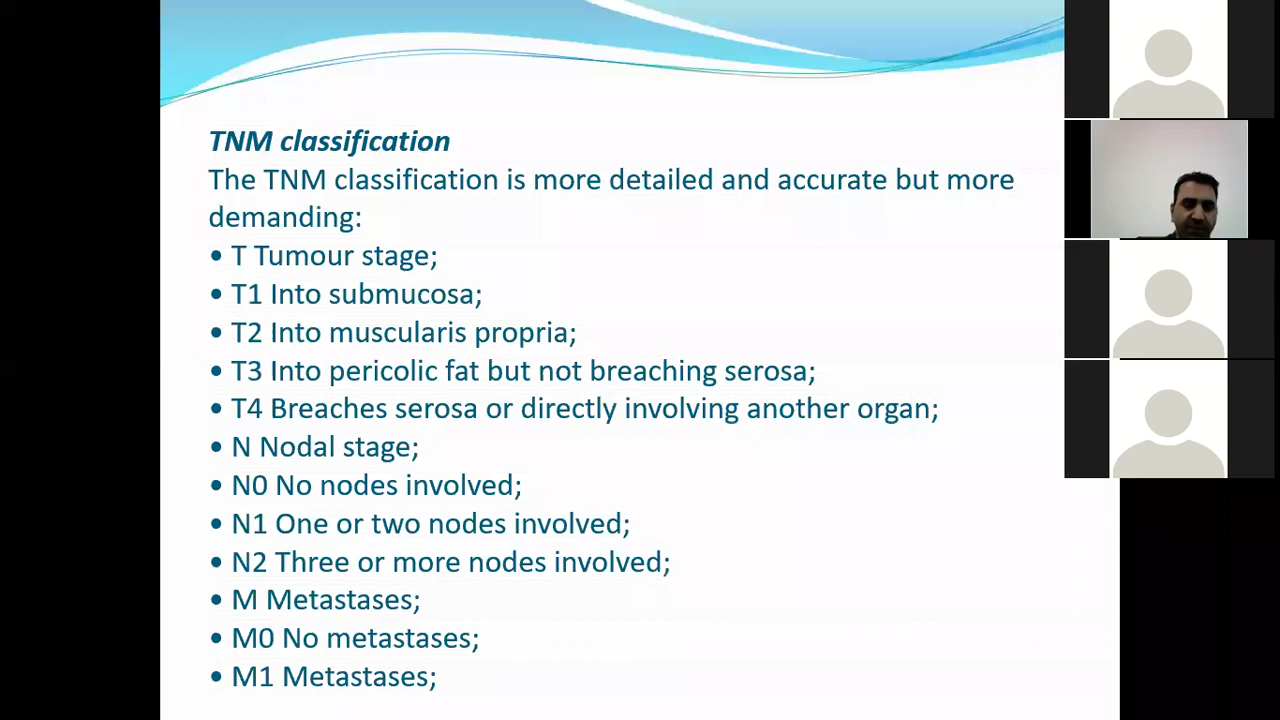 TNM classification
The TNM classification is more detailed and accurate but more
demanding:
• T Tumour stage;
• T1 Into submucosa;
• T2 Into muscularis propria;
• T3 Into pericolic fat but not breaching serosa;
• T4 Breaches serosa or directly involving another organ;
• N Nodal stage;
• N0 No nodes involved;
• N1 One or two nodes involved;
• N2 Three or more nodes involved;
• M Metastases;
• M0 No metastases;
• M1 Metastases;